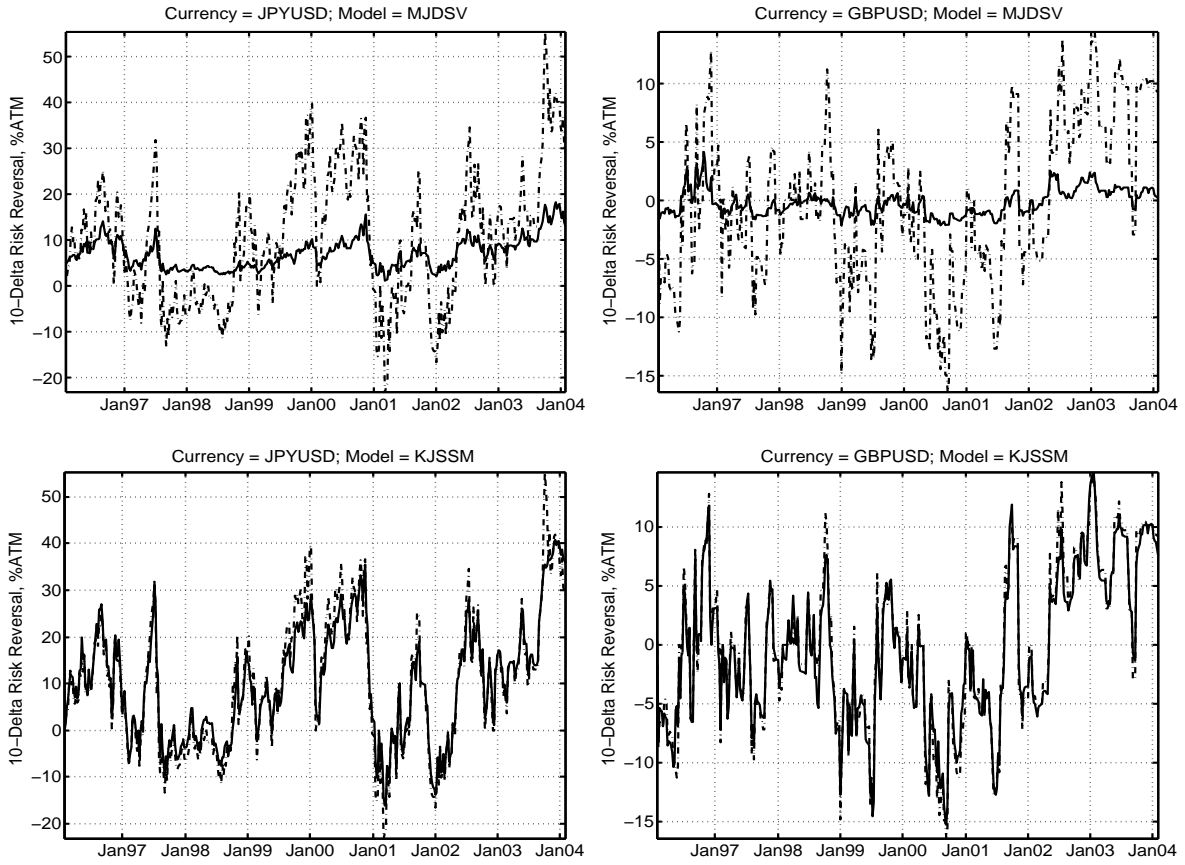 Currency = JPYUSD; Model = MJDSV
10−Delta Risk Reversal, %ATM
50
40
30
20
10
0
−10
−20
Jan97 Jan98 Jan99 Jan00 Jan01 Jan02 Jan03 Jan04
Currency = GBPUSD; Model = MJDSV
10−Delta Risk Reversal, %ATM
10
5
0
−5
−10
−15
Jan97 Jan98 Jan99 Jan00 Jan01 Jan02 Jan03 Jan04
Currency = JPYUSD; Model = KJSSM
10−Delta Risk Reversal, %ATM
50
40
30
20
10
0
−10
−20
Jan97 Jan98 Jan99 Jan00 Jan01 Jan02 Jan03 Jan04
Currency = GBPUSD; Model = KJSSM
10−Delta Risk Reversal, %ATM
10
5
0
−5
−10
−15
Jan97 Jan98 Jan99 Jan00 Jan01 Jan02 Jan03 Jan04